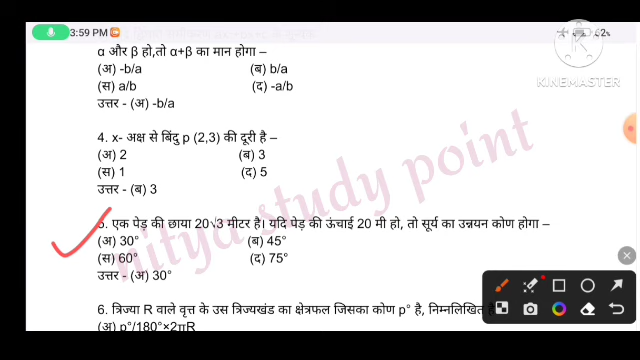 3:59 PM
62%
KINEMASTER
α और β हो,तो α+β का मान होगा –
(अ) -b/a (ब) b/a
(स) a/b (द) -a/b
उत्तर - (अ) -b/a
4. x- अक्ष से बिंदु p (2,3) की दूरी है –
(अ) 2 (ब) 3
(स) 1 (द) 5
उत्तर - (ब) 3
5. एक पेड़ की छाया 20√3 मीटर है। यदि पेड़ की ऊंचाई 20 मी हो, तो सूर्य का उन्नयन कोण होगा –
(अ) 30° (ब) 45°
(स) 60° (द) 75°
उत्तर - (अ) 30°
6. त्रिज्या R वाले वृत्त के उस त्रिज्यखंड का क्षेत्रफल जिसका कोण p° है, निम्नलिखित है
(अ) p°/180°×2πR
nitya study point